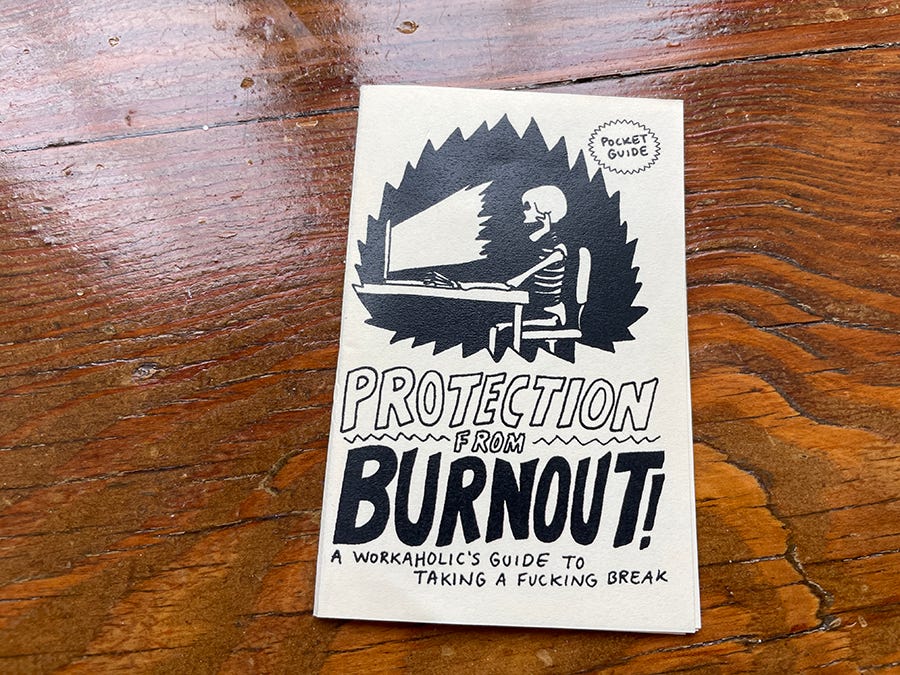 POCKET
GUIDE
PROTECTION
FROM
BURNOUT!
A WORKAHOLIC'S GUIDE TO
TAKING A FUCKING BREAK